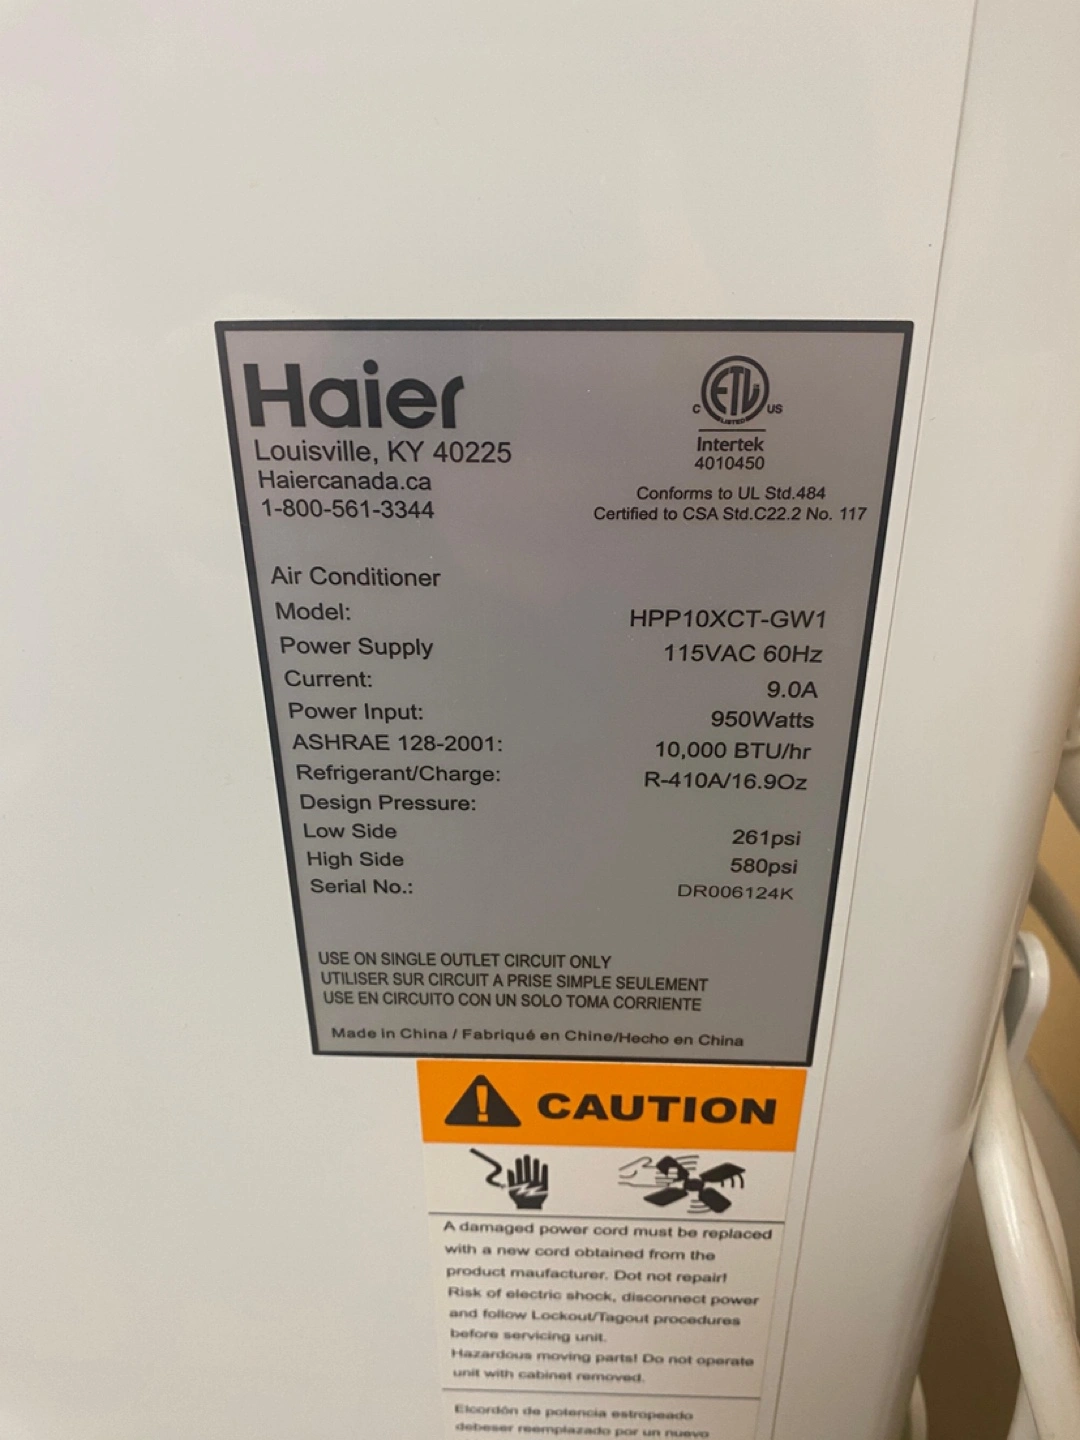 Haier
Louisville, KY 40225
Haiercanada.ca
1-800-561-3344
C ETL US
LISTED
Intertek
4010450
Conforms to UL Std.484
Certified to CSA Std.C22.2 No. 117
Air Conditioner
Model: HPP10XCT-GW1
Power Supply 115VAC 60Hz
Current: 9.0A
Power Input: 950Watts
ASHRAE 128-2001: 10,000 BTU/hr
Refrigerant/Charge: R-410A/16.9Oz
Design Pressure:
Low Side 261psi
High Side 580psi
Serial No.: DR006124K
USE ON SINGLE OUTLET CIRCUIT ONLY
UTILISER SUR CIRCUIT A PRISE SIMPLE SEULEMENT
USE EN CIRCUITO CON UN SOLO TOMA CORRIENTE
Made in China / Fabriqué en Chine/Hecho en China
CAUTION
A damaged power cord must be replaced
with a new cord obtained from the
product maufacturer. Dot not repair!
Risk of electric shock, disconnect power
and follow Lockout/Tagout procedures
before servicing unit.
Hazardous moving parts! Do not operate
unit with cabinet removed.
Elcordón de potencia estropeado
debeser reemplazado por un nuevo